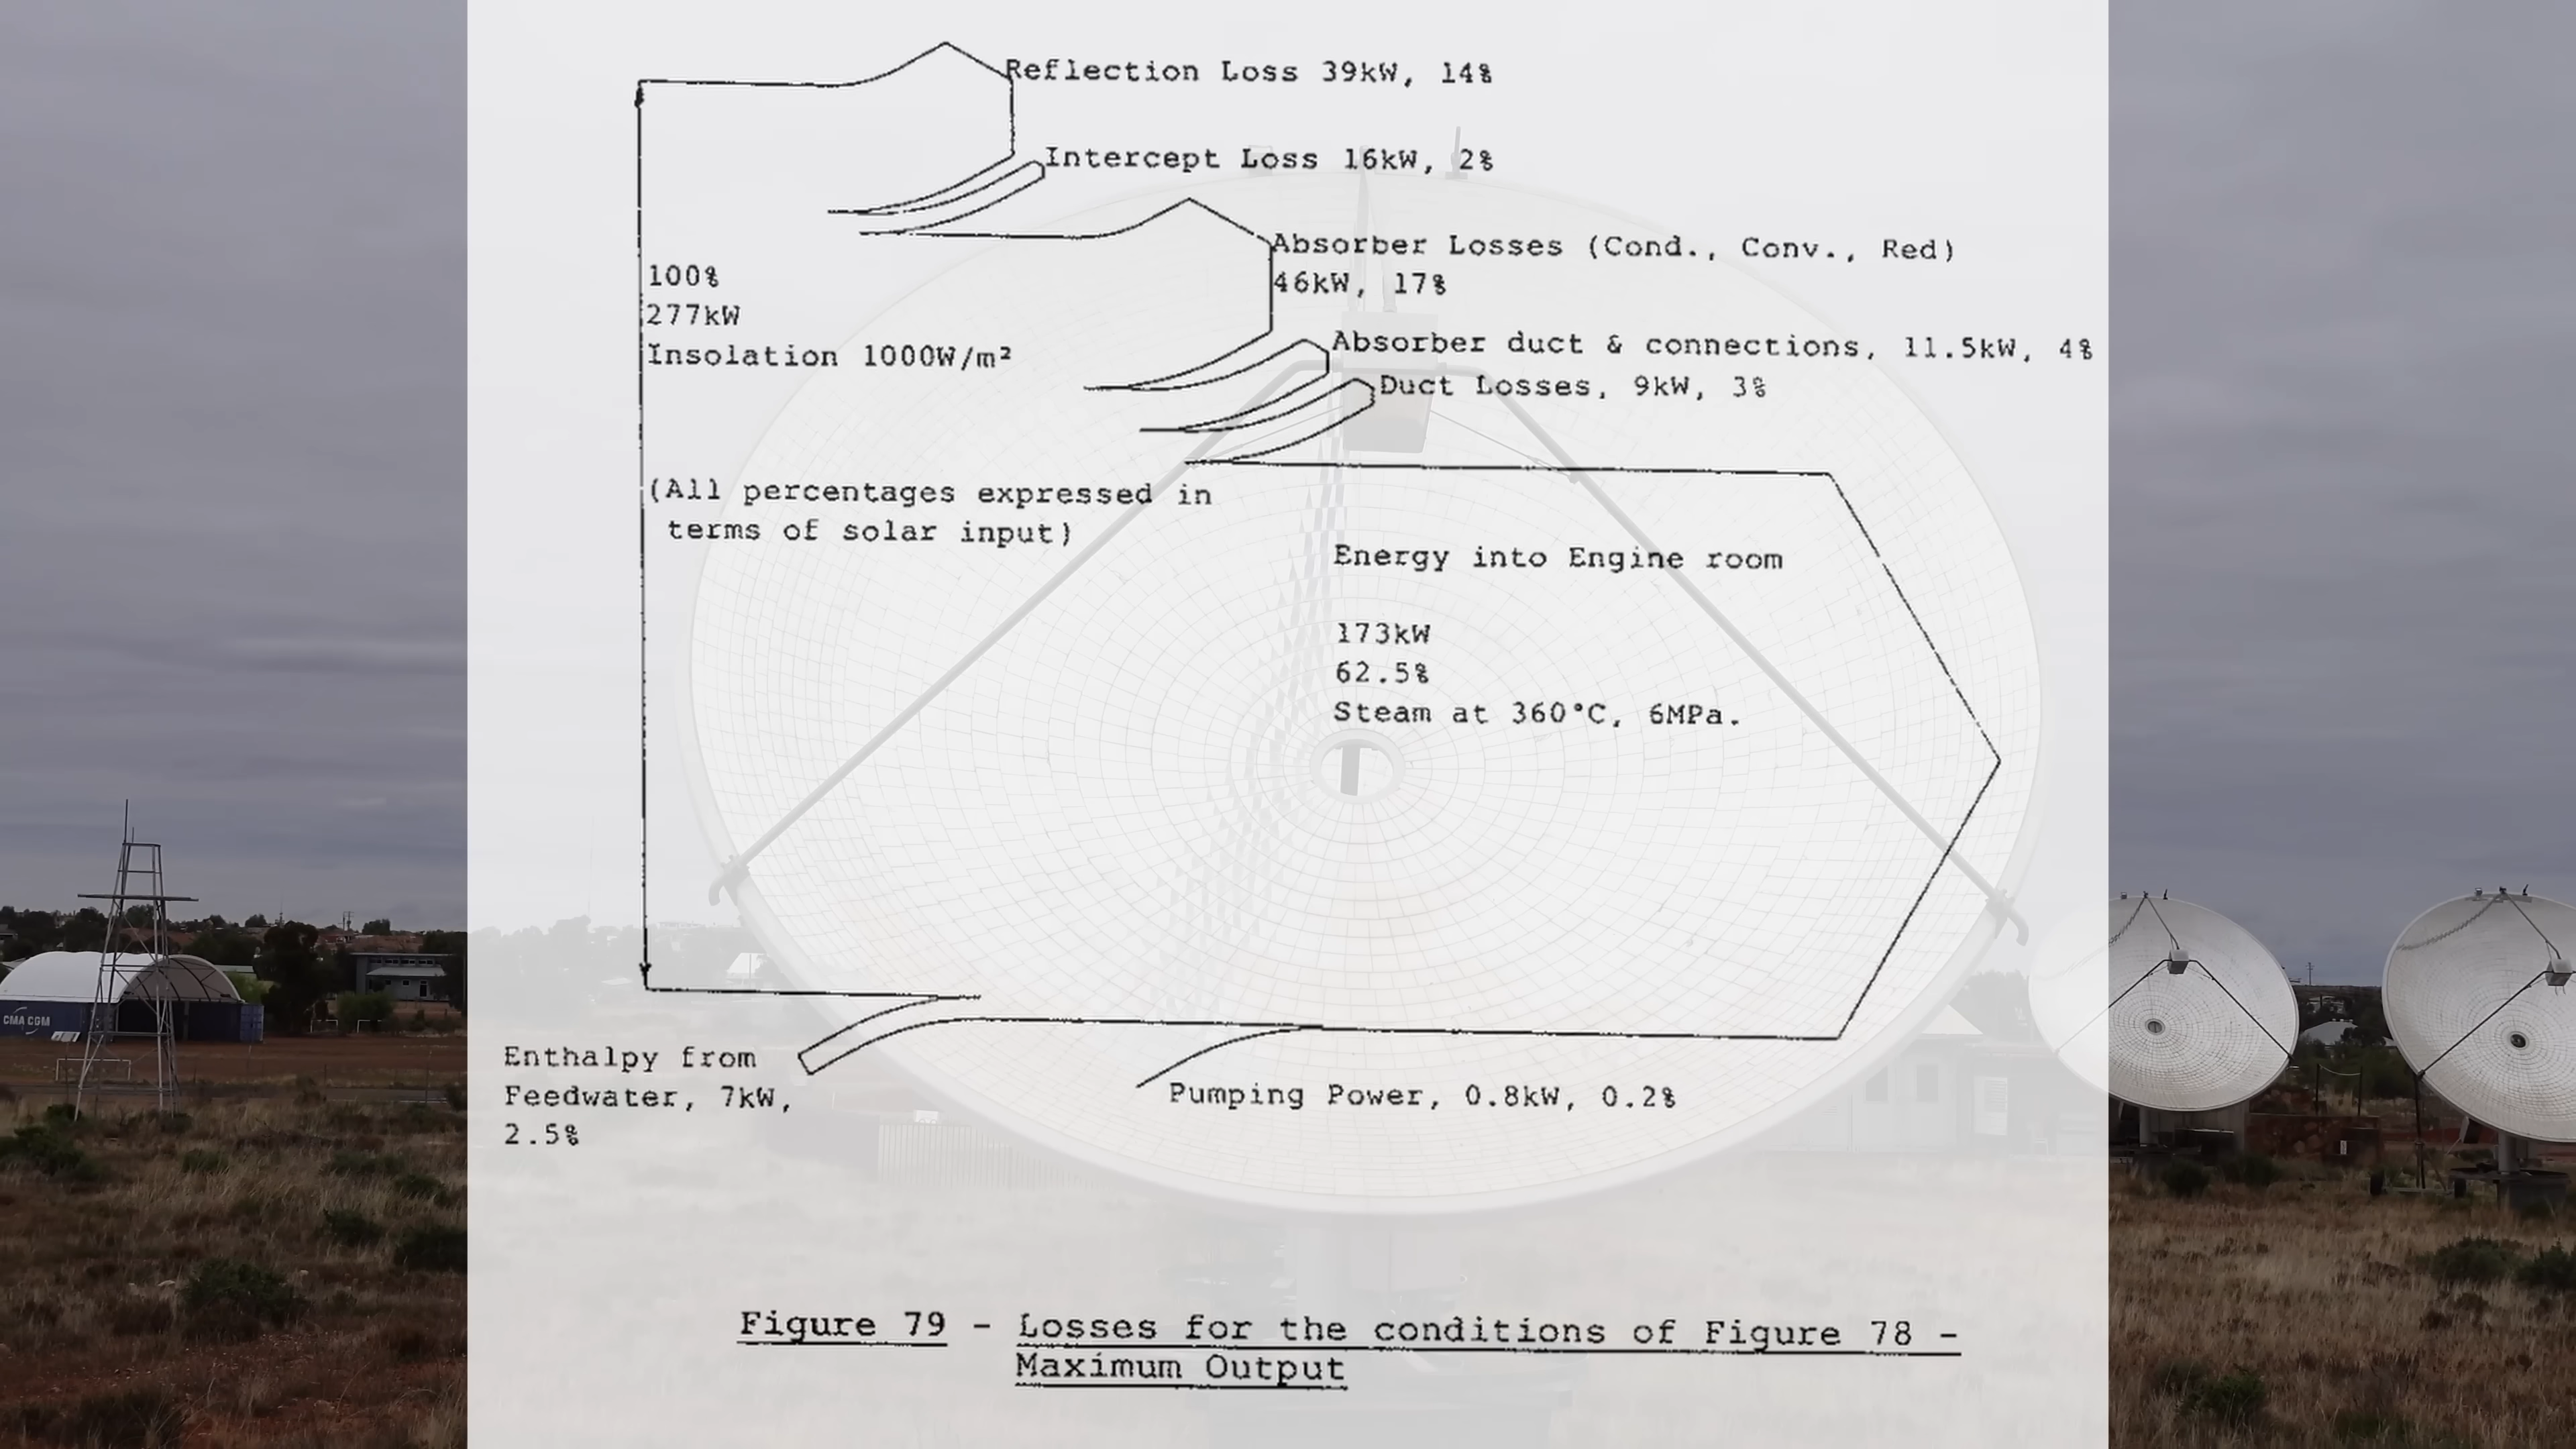 Reflection Loss 39kW, 14%
Intercept Loss 16kW, 2%
Absorber Losses (Cond., Conv., Red)
46kW, 17%
100%
277kW
Insolation 1000W/m²
Absorber duct & connections, 11.5kW, 4%
Duct Losses, 9kW, 3%
(All percentages expressed in
terms of solar input)
Energy into Engine room
173kW
62.5%
Steam at 360°C, 6MPa.
Enthalpy from
Feedwater, 7kW,
2.5%
Pumping Power, 0.8kW, 0.2%
CMA CGM
Figure 79 - Losses for the conditions of Figure 78 -
Maximum Output